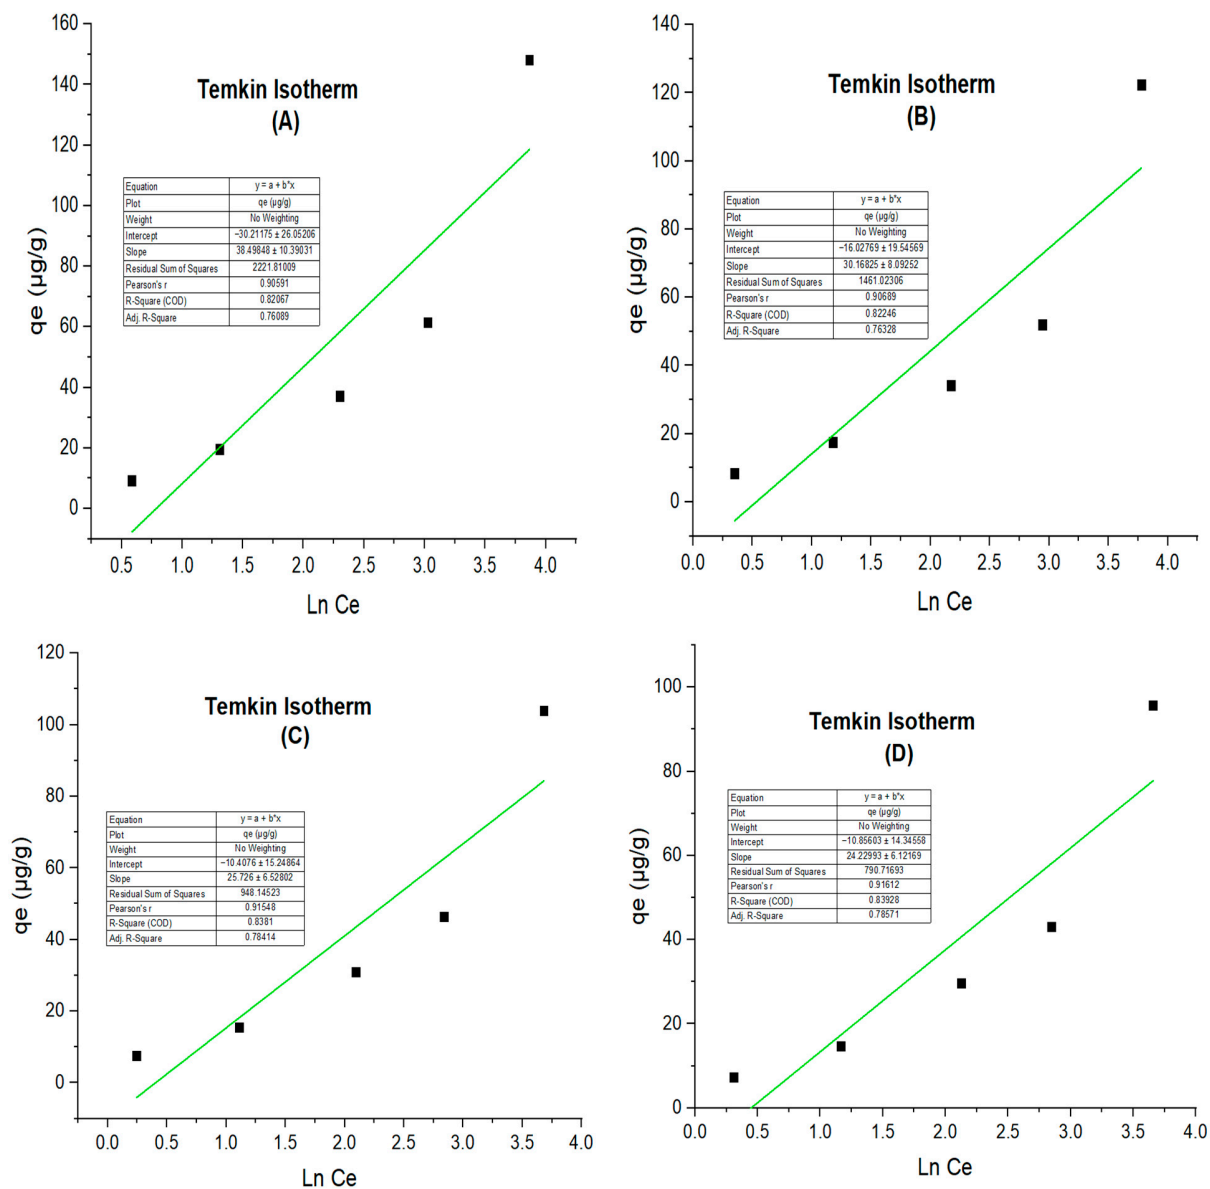 Temkin Isotherm
(A)
qe (µg/g)
160
140
120
100
80
60
40
20
0
Equation y = a + b*x
Plot qe (µg/g)
Weight No Weighting
Intercept −30.21175 ± 26.05206
Slope 38.49848 ± 10.39031
Residual Sum of Squares 2221.81009
Pearson's r 0.90591
R-Square (COD) 0.82067
Adj. R-Square 0.76089
0.5 1.0 1.5 2.0 2.5 3.0 3.5 4.0
Ln Ce
Temkin Isotherm
(B)
qe (µg/g)
140
120
100
80
60
40
20
0
Equation y = a + b*x
Plot qe (µg/g)
Weight No Weighting
Intercept −16.02769 ± 19.54569
Slope 30.16825 ± 8.09252
Residual Sum of Squares 1461.02306
Pearson's r 0.90689
R-Square (COD) 0.82246
Adj. R-Square 0.76328
0.0 0.5 1.0 1.5 2.0 2.5 3.0 3.5 4.0
Ln Ce
Temkin Isotherm
(C)
qe (µg/g)
120
100
80
60
40
20
0
Equation y = a + b*x
Plot qe (µg/g)
Weight No Weighting
Intercept −10.4076 ± 15.24864
Slope 25.726 ± 6.52802
Residual Sum of Squares 948.14523
Pearson's r 0.91548
R-Square (COD) 0.8381
Adj. R-Square 0.78414
0.0 0.5 1.0 1.5 2.0 2.5 3.0 3.5 4.0
Ln Ce
Temkin Isotherm
(D)
qe (µg/g)
100
80
60
40
20
0
Equation y = a + b*x
Plot qe (µg/g)
Weight No Weighting
Intercept −10.85603 ± 14.34558
Slope 24.22993 ± 6.12169
Residual Sum of Squares 790.71693
Pearson's r 0.91612
R-Square (COD) 0.83928
Adj. R-Square 0.78571
0.0 0.5 1.0 1.5 2.0 2.5 3.0 3.5 4.0
Ln Ce